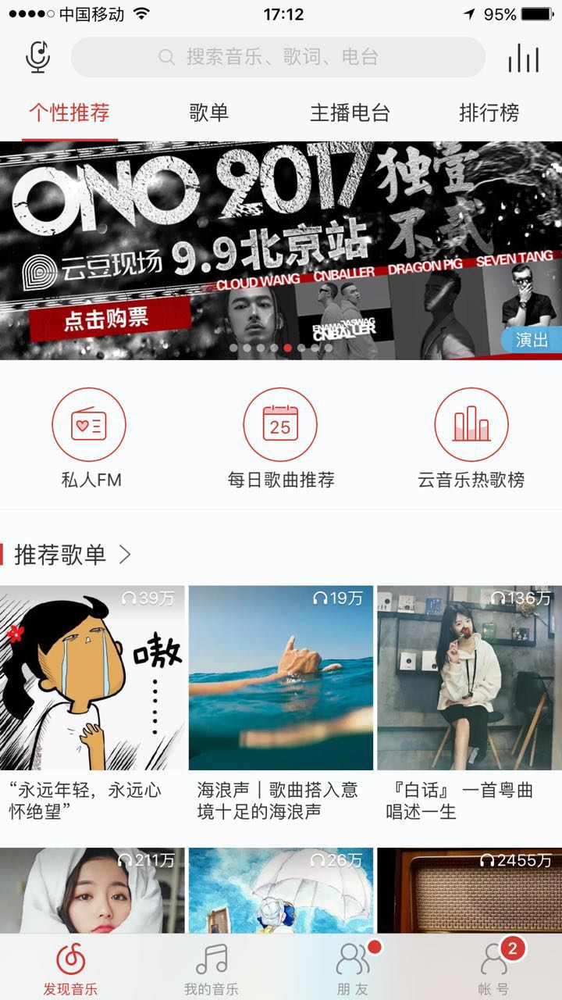 中国移动
17:12
95%
搜索音乐、歌词、电台
个性推荐
歌单
主播电台
排行榜
ONO 2017
独壹不贰
云豆现场
9.9北京站
CLOUD WANG
CNBALLER
DRAGON PIG
SEVEN TANG
点击购票
CNBALLER
演出
25
私人FM
每日歌曲推荐
云音乐热歌榜
推荐歌单
39万
19万
136万
嗷
“永远年轻，永远心
怀绝望”
海浪声｜歌曲搭入意
境十足的海浪声
『白话』 一首粤曲
唱述一生
211万
26万
2455万
发现音乐
我的音乐
朋友
2
帐号